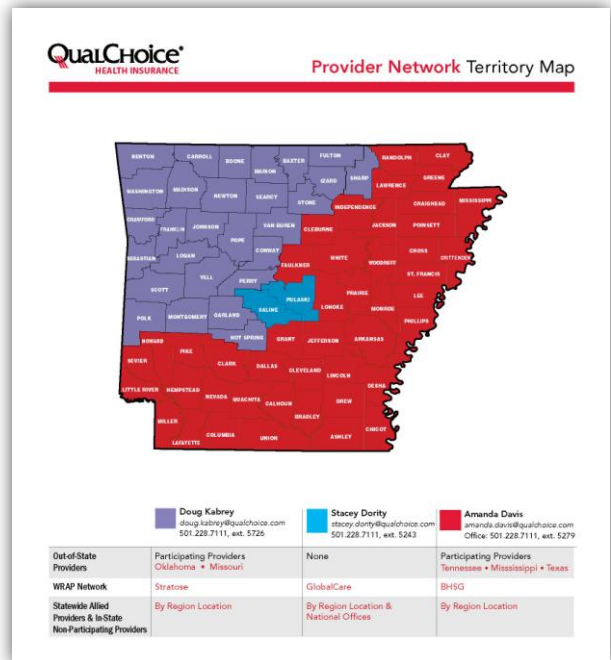 QUALCHOICE®
HEALTH INSURANCE
Provider Network Territory Map
BENTON CARROLL BOONE BAXTER FULTON RANDOLPH CLAY
MARION
IZARD SHARP GREENE
WASHINGTON MADISON NEWTON SEARCY LAWRENCE
STONE INDEPENDENCE CRAIGHEAD MISSISSIPPI
CRAWFORD FRANKLIN JOHNSON VAN BUREN CLEBURNE JACKSON POINSETT
POPE
SEBASTIAN LOGAN CONWAY WHITE WOODRUFF CROSS CRITTENDEN
FAULKNER
ST. FRANCIS
SCOTT YELL PERRY
PULASKI PRAIRIE LEE
POLK MONTGOMERY GARLAND SALINE LONOKE MONROE
PHILLIPS
HOWARD HOT SPRING GRANT JEFFERSON ARKANSAS
SEVIER PIKE CLARK DALLAS CLEVELAND LINCOLN
DESHA
LITTLE RIVER HEMPSTEAD NEVADA OUACHITA CALHOUN DREW
BRADLEY
MILLER CHICOT
LAFAYETTE COLUMBIA UNION ASHLEY
Doug Kabrey
doug.kabrey@qualchoice.com
501.228.7111, ext. 5726
Stacey Dority
stacey.dority@qualchoice.com
501.228.7111, ext. 5243
Amanda Davis
amanda.davis@qualchoice.com
Office: 501.228.7111, ext. 5279
Out-of-State
Providers
Participating Providers
Oklahoma • Missouri
None
Participating Providers
Tennessee • Misssissippi • Texas
WRAP Network
Stratose
GlobalCare
BHSG
Statewide Allied
Providers & In-State
Non-Participating Providers
By Region Location
By Region Location &
National Offices
By Region Location